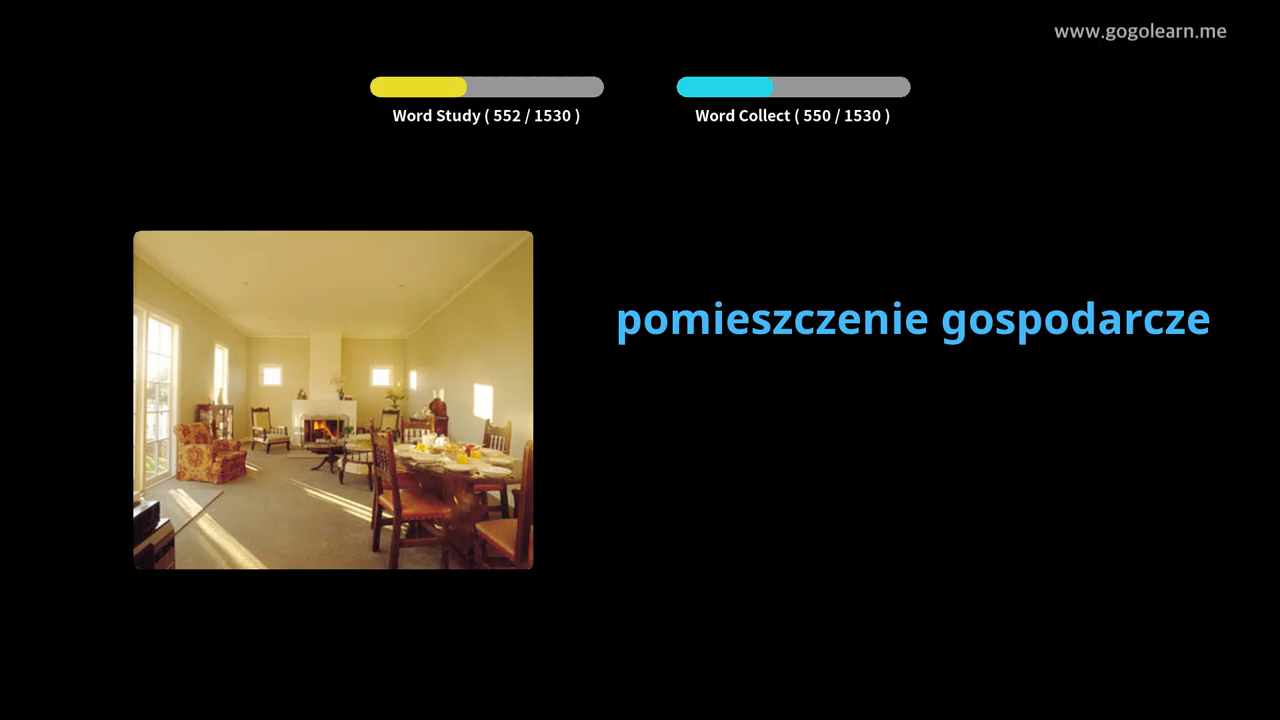 www.gogolearn.me
Word Study ( 552 / 1530 )
Word Collect ( 550 / 1530 )
pomieszczenie gospodarcze